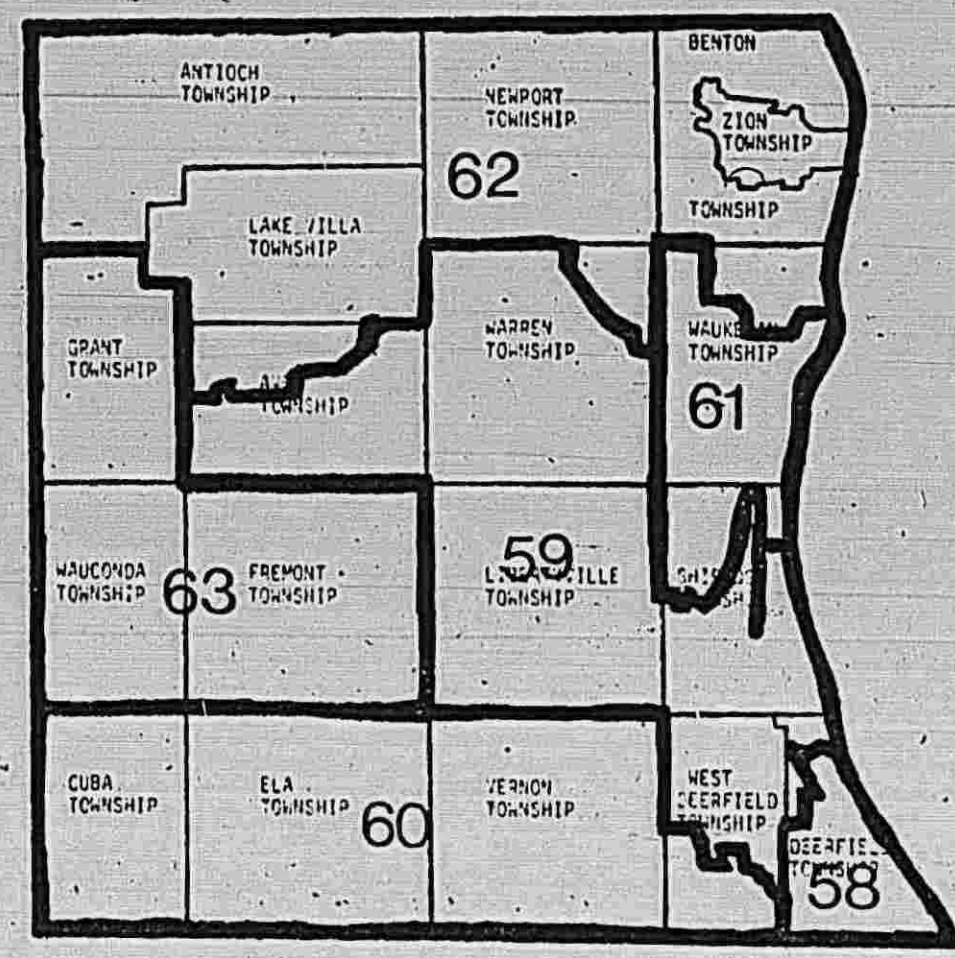 BENTON
ANTIOCH
TOWNSHIP
NEWPORT
TOWNSHIP
ZION
TOWNSHIP
62
TOWNSHIP
LAKE VILLA
TOWNSHIP
GRANT
TOWNSHIP
WARREN
TOWNSHIP
TOWNSHIP
TOWNSHIP
61
WAUCONDA
TOWNSHIP
63
FREMONT
TOWNSHIP
59
TOWNSHIP
CUBA
TOWNSHIP
ELA
TOWNSHIP
60
VERNON
TOWNSHIP
WEST
DEERFIELD
TOWNSHIP
58